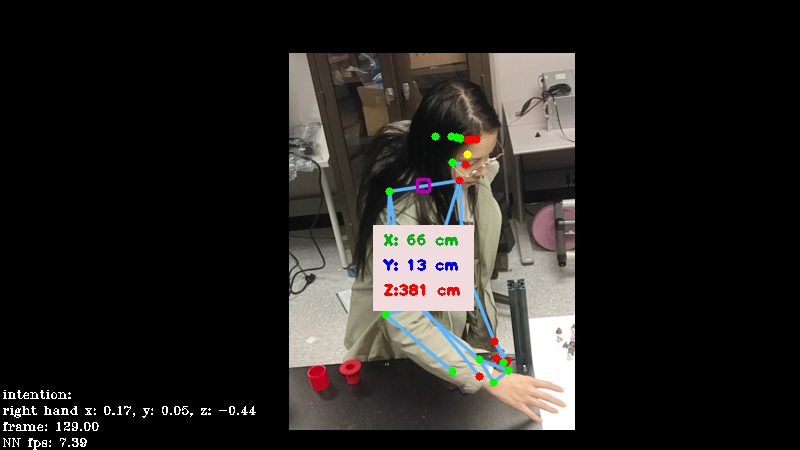 X: 66 cm
Y: 13 cm
Z:381 cm
intention:
right hand x: 0.17, y: 0.05, z: −0.44
frame: 129.00
NN fps: 7.39